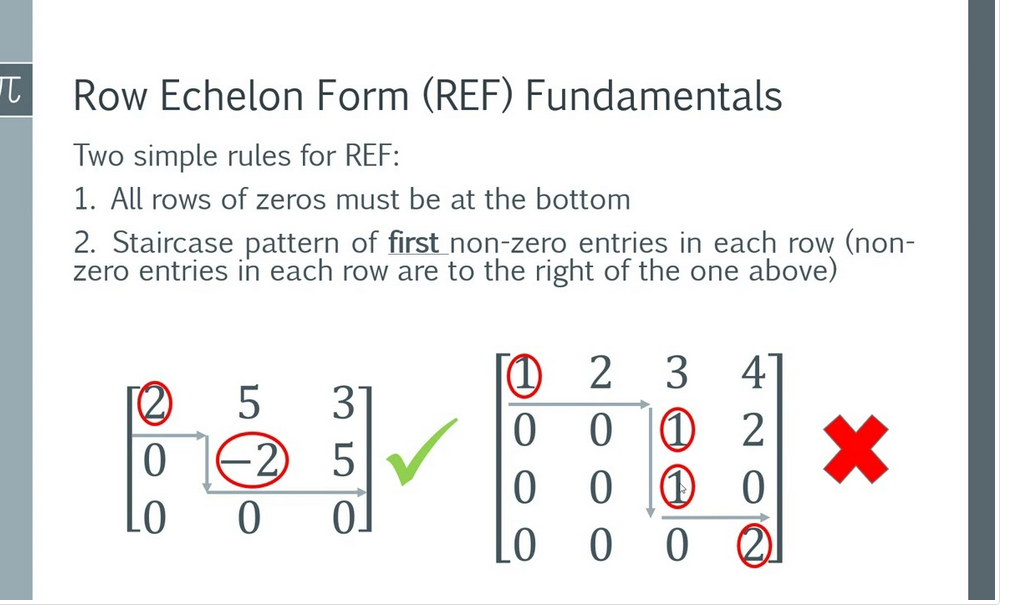 π
Row Echelon Form (REF) Fundamentals
Two simple rules for REF:
1. All rows of zeros must be at the bottom
2. Staircase pattern of first non-zero entries in each row (non-
zero entries in each row are to the right of the one above)
2 5 3
0 −2 5
0 0 0
1 2 3 4
0 0 1 2
0 0 1 0
0 0 0 2